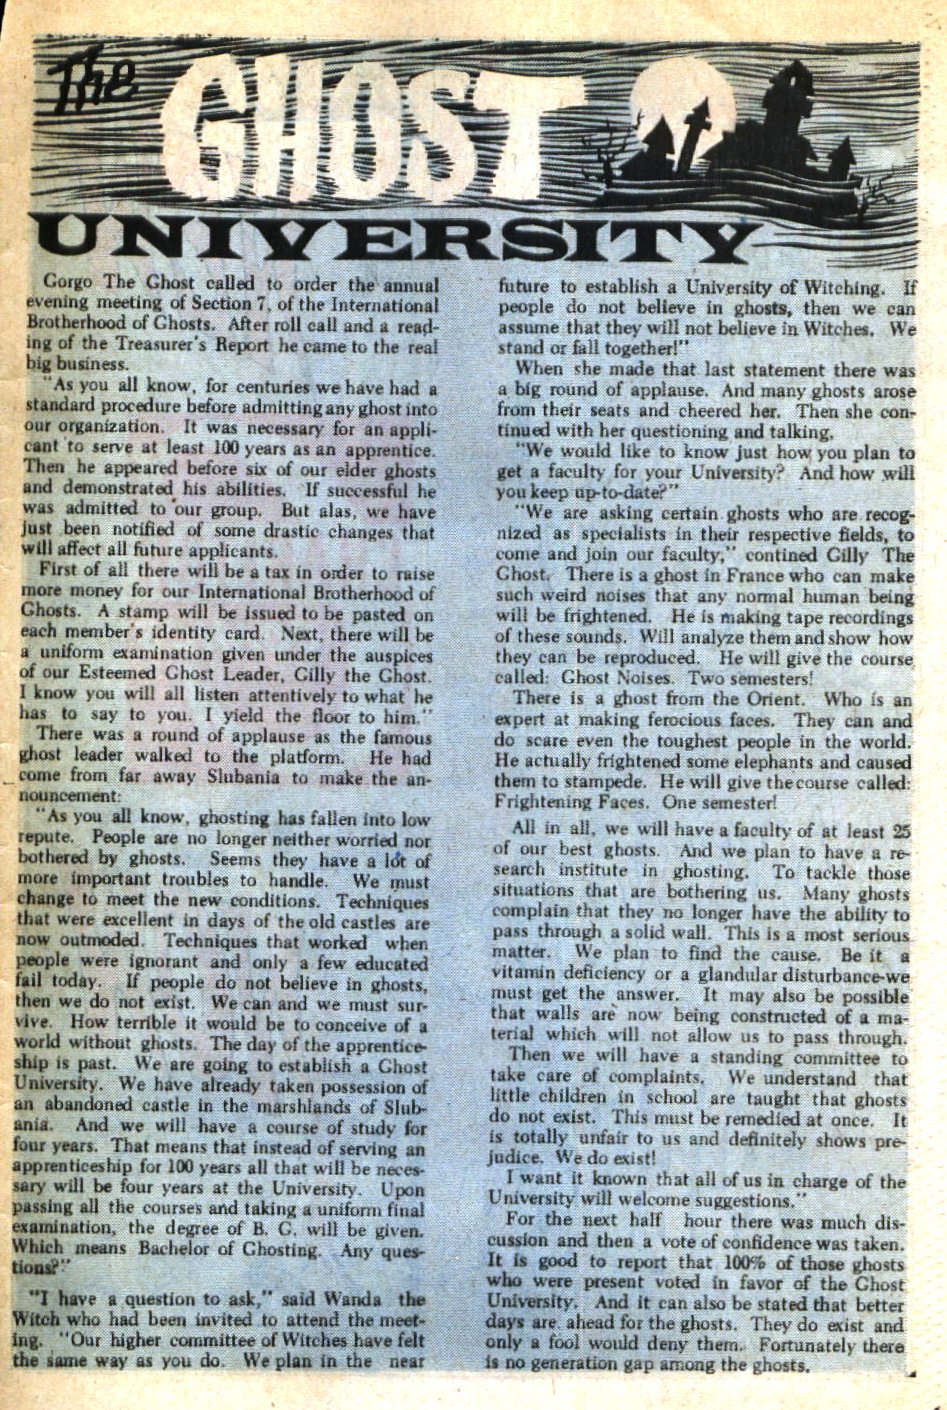 The
GHOST
UNIVERSITY
Gorgo The Ghost called to order the annual
evening meeting of Section 7, of the International
Brotherhood of Ghosts. After roll call and a read-
ing of the Treasurer's Report he came to the real
big business.
"As you all know, for centuries we have had a
standard procedure before admitting any ghost into
our organization. It was necessary for an appli-
cant to serve at least 100 years as an apprentice.
Then he appeared before six of our elder ghosts
and demonstrated his abilities. If successful he
was admitted to our group. But alas, we have
just been notified of some drastic changes that
will affect all future applicants.
First of all there will be a tax in order to raise
more money for our International Brotherhood of
Ghosts. A stamp will be issued to be pasted on
each member's identity card. Next, there will be
a uniform examination given under the auspices
of our Esteemed Ghost Leader, Gilly the Ghost.
I know you will all listen attentively to what he
has to say to you. I yield the floor to him."
There was a round of applause as the famous
ghost leader walked to the platform. He had
come from far away Slubania to make the an-
nouncement:
"As you all know, ghosting has fallen into low
repute. People are no longer neither worried nor
bothered by ghosts. Seems they have a lot of
more important troubles to handle. We must
change to meet the new conditions. Techniques
that were excellent in days of the old castles are
now outmoded. Techniques that worked when
people were ignorant and only a few educated
fail today. If people do not believe in ghosts,
then we do not exist. We can and we must sur-
vive. How terrible it would be to conceive of a
world without ghosts. The day of the apprentice-
ship is past. We are going to establish a Ghost
University. We have already taken possession of
an abandoned castle in the marshlands of Slub-
ania. And we will have a course of study for
four years. That means that instead of serving an
apprenticeship for 100 years all that will be neces-
sary will be four years at the University. Upon
passing all the courses and taking a uniform final
examination, the degree of B. G. will be given.
Which means Bachelor of Ghosting. Any ques-
tions?"
"I have a question to ask," said Wanda the
Witch who had been invited to attend the meet-
ing. "Our higher committee of Witches have felt
the same way as you do. We plan in the near
future to establish a University of Witching. If
people do not believe in ghosts, then we can
assume that they will not believe in Witches. We
stand or fall together!"
When she made that last statement there was
a big round of applause. And many ghosts arose
from their seats and cheered her. Then she con-
tinued with her questioning and talking.
"We would like to know just how you plan to
get a faculty for your University? And how will
you keep up-to-date?"
"We are asking certain ghosts who are recog-
nized as specialists in their respective fields, to
come and join our faculty," contined Gilly The
Ghost. There is a ghost in France who can make
such weird noises that any normal human being
will be frightened. He is making tape recordings
of these sounds. Will analyze them and show how
they can be reproduced. He will give the course
called: Ghost Noises. Two semesters!
There is a ghost from the Orient. Who is an
expert at making ferocious faces. They can and
do scare even the toughest people in the world.
He actually frightened some elephants and caused
them to stampede. He will give the course called:
Frightening Faces. One semester!
All in all, we will have a faculty of at least 25
of our best ghosts. And we plan to have a re-
search institute in ghosting. To tackle those
situations that are bothering us. Many ghosts
complain that they no longer have the ability to
pass through a solid wall. This is a most serious
matter. We plan to find the cause. Be it a
vitamin deficiency or a glandular disturbance-we
must get the answer. It may also be possible
that walls are now being constructed of a ma-
terial which will not allow us to pass through.
Then we will have a standing committee to
take care of complaints. We understand that
little children in school are taught that ghosts
do not exist. This must be remedied at once. It
is totally unfair to us and definitely shows pre-
judice. We do exist!
I want it known that all of us in charge of the
University will welcome suggestions."
For the next half hour there was much dis-
cussion and then a vote of confidence was taken.
It is good to report that 100% of those ghosts
who were present voted in favor of the Ghost
University. And it can also be stated that better
days are ahead for the ghosts. They do exist and
only a fool would deny them. Fortunately there
is no generation gap among the ghosts.